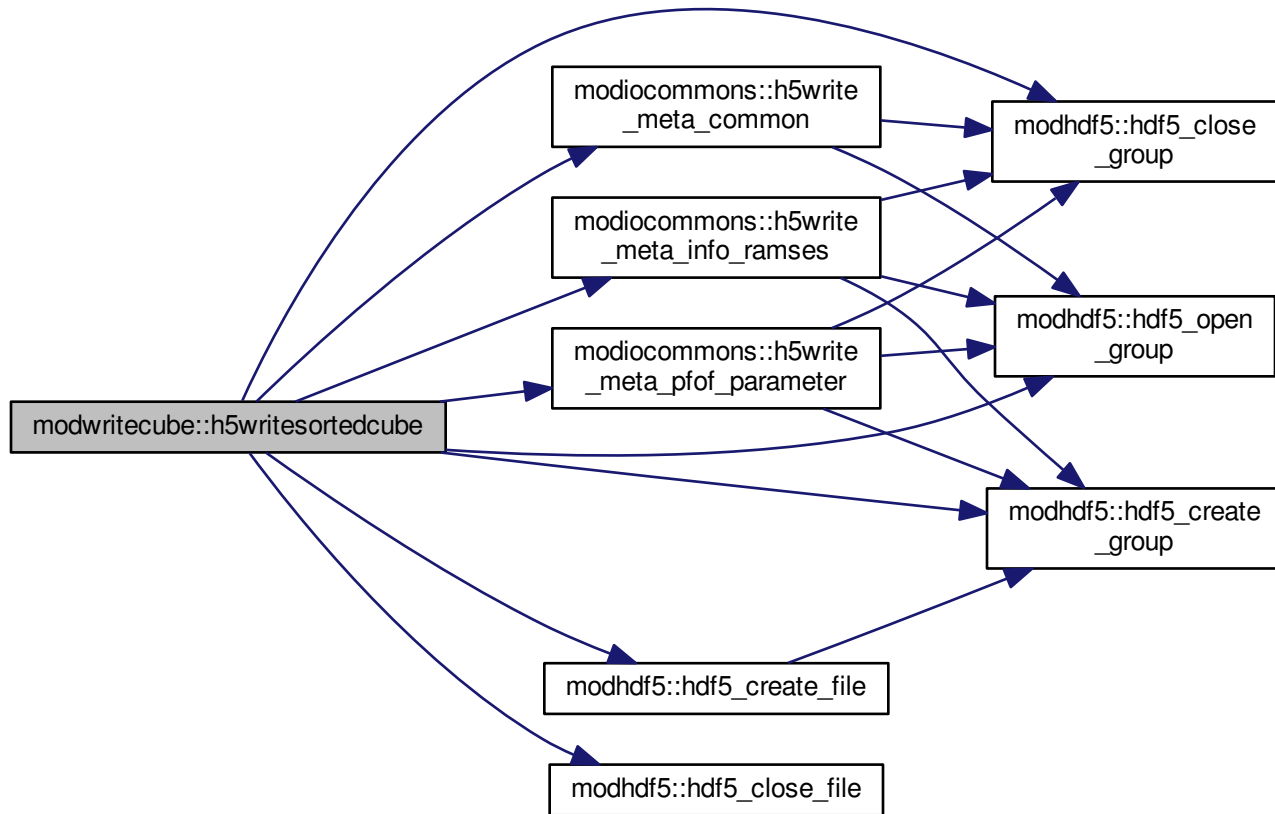 modiocommons::h5write
_meta_common
modhdf5::hdf5_close
_group
modiocommons::h5write
_meta_info_ramses
modhdf5::hdf5_open
_group
modiocommons::h5write
_meta_pfof_parameter
modwritecube::h5writesortedcube
modhdf5::hdf5_create
_group
modhdf5::hdf5_create_file
modhdf5::hdf5_close_file